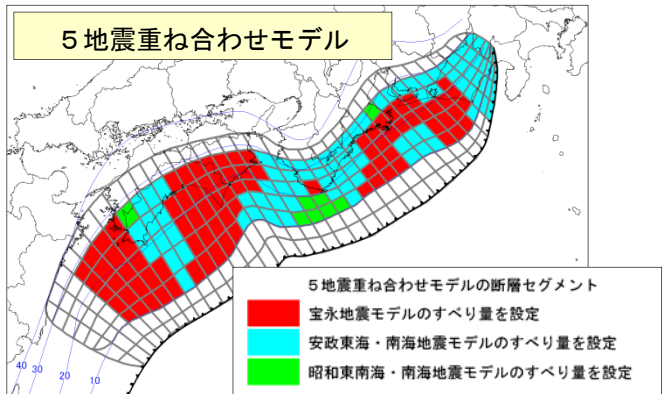 ５地震重ね合わせモデル
40
30
20
10
５地震重ね合わせモデルの断層セグメント
宝永地震モデルのすべり量を設定
安政東海・南海地震モデルのすべり量を設定
昭和東南海・南海地震モデルのすべり量を設定